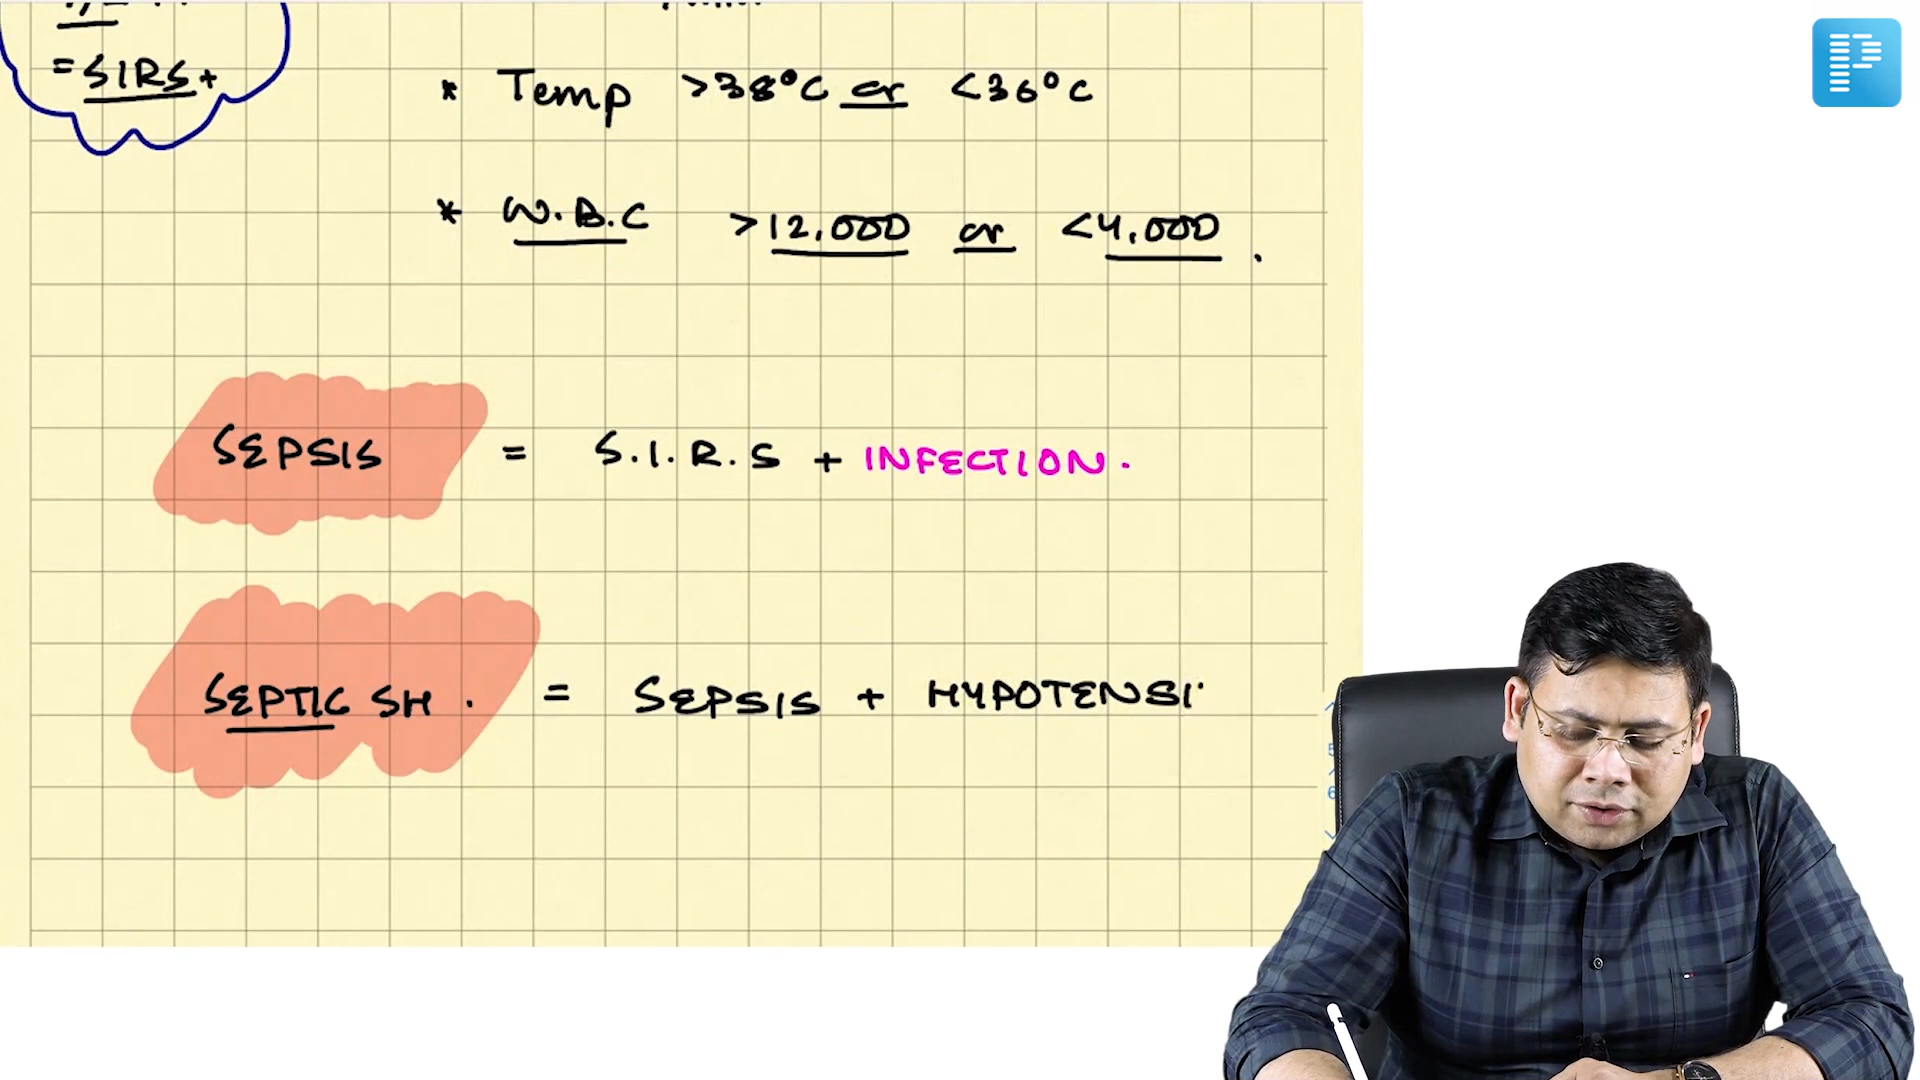 = SIRS+
* Temp >38°C or <36°C
* W.B.C >12,000 or <4,000.
SEPSIS = S.I.R.S + INFECTION.
SEPTIC SH. = SEPSIS + HYPOTENSI